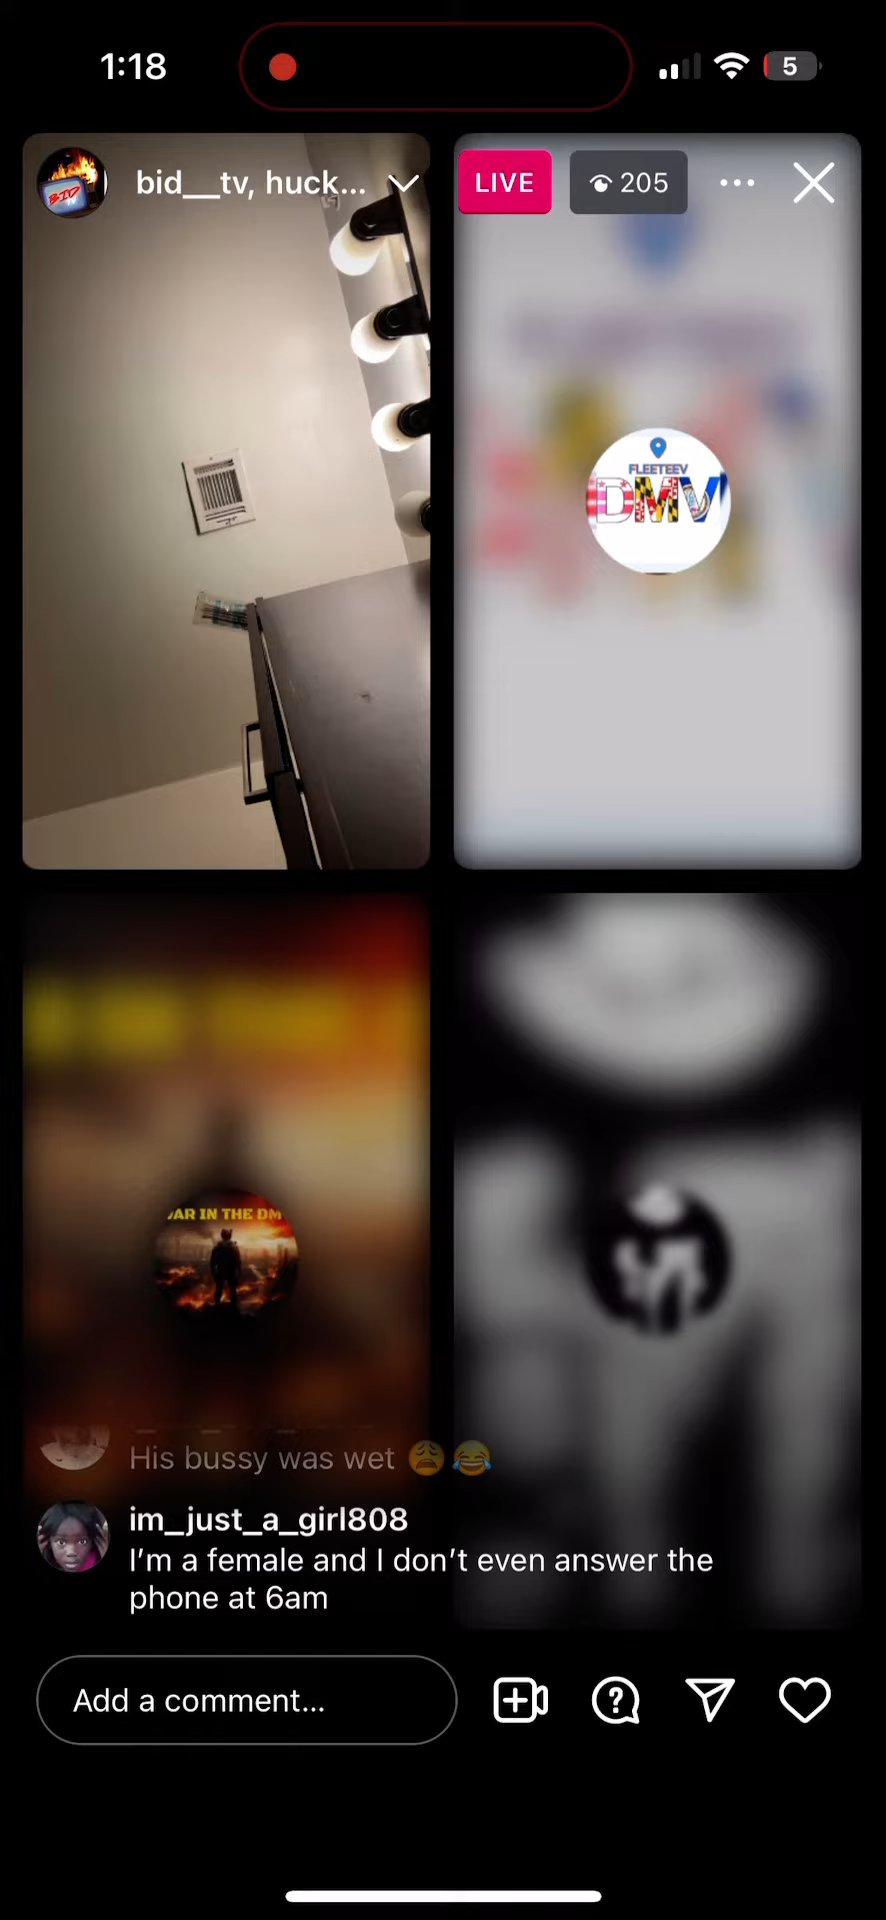 1:18
5
bid__tv, huck...
LIVE
205
BID
FLEETEEV
DMV
AR IN THE DM
His bussy was wet 😩😂
im_just_a_girl808
I'm a female and I don't even answer the
phone at 6am
Add a comment...